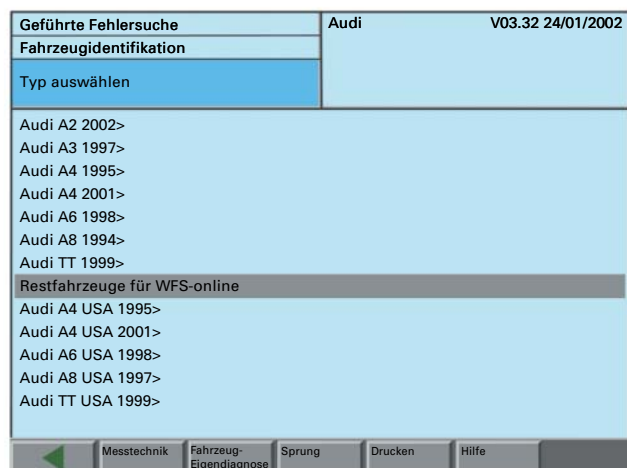 Geführte Fehlersuche
Audi V03.32 24/01/2002
Fahrzeugidentifikation
Typ auswählen
Audi A2 2002>
Audi A3 1997>
Audi A4 1995>
Audi A4 2001>
Audi A6 1998>
Audi A8 1994>
Audi TT 1999>
Restfahrzeuge für WFS-online
Audi A4 USA 1995>
Audi A4 USA 2001>
Audi A6 USA 1998>
Audi A8 USA 1997>
Audi TT USA 1999>
Messtechnik
Fahrzeug-
Eigendiagnose
Sprung
Drucken
Hilfe